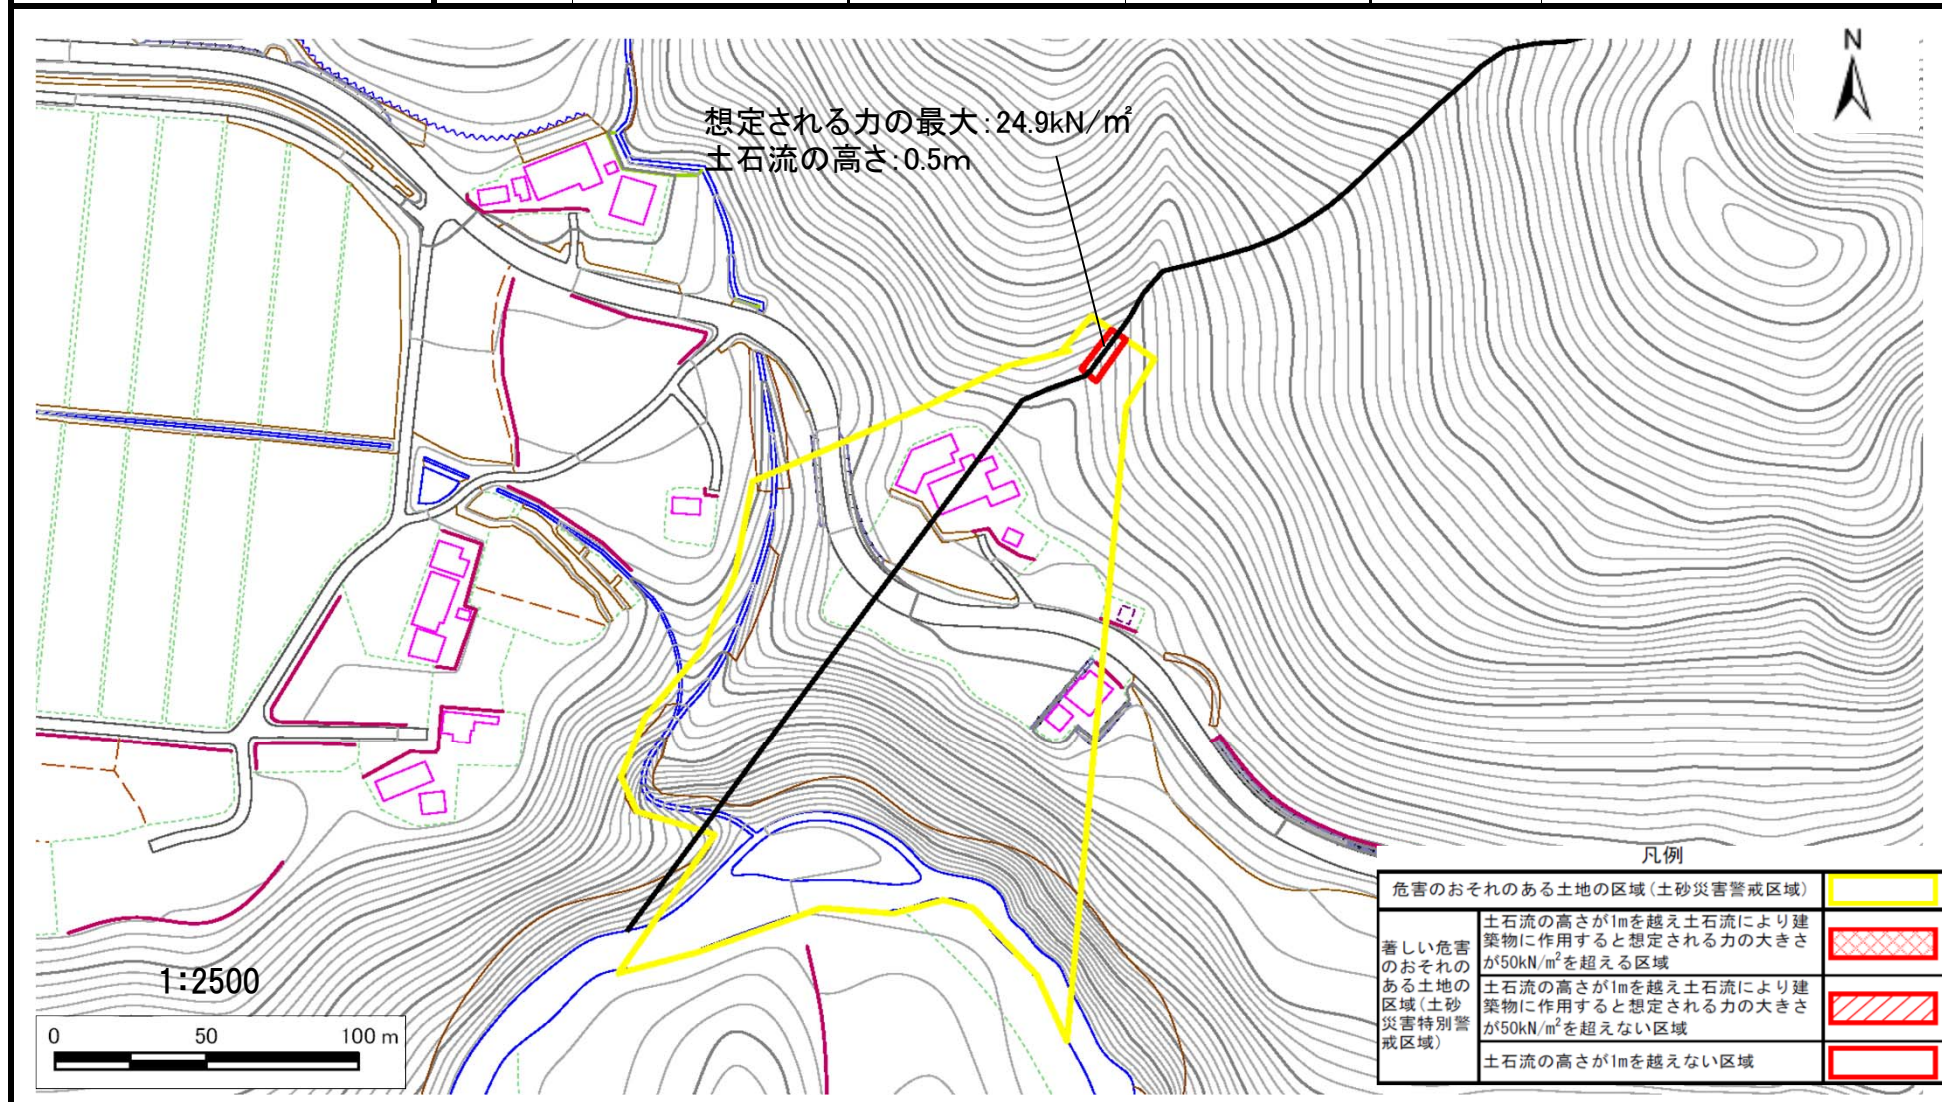 N
想定される力の最大:24.9kN/㎡
土石流の高さ:0.5m
1:2500
0 50 100 m
凡例
危害のおそれのある土地の区域(土砂災害警戒区域)
著しい危害
のおそれの
ある土地の
区域(土砂
災害特別警
戒区域)
土石流の高さが1mを越え土石流により建
築物に作用すると想定される力の大きさ
が50kN/m²を超える区域
土石流の高さが1mを越え土石流により建
築物に作用すると想定される力の大きさ
が50kN/m²を超えない区域
土石流の高さが1mを越えない区域